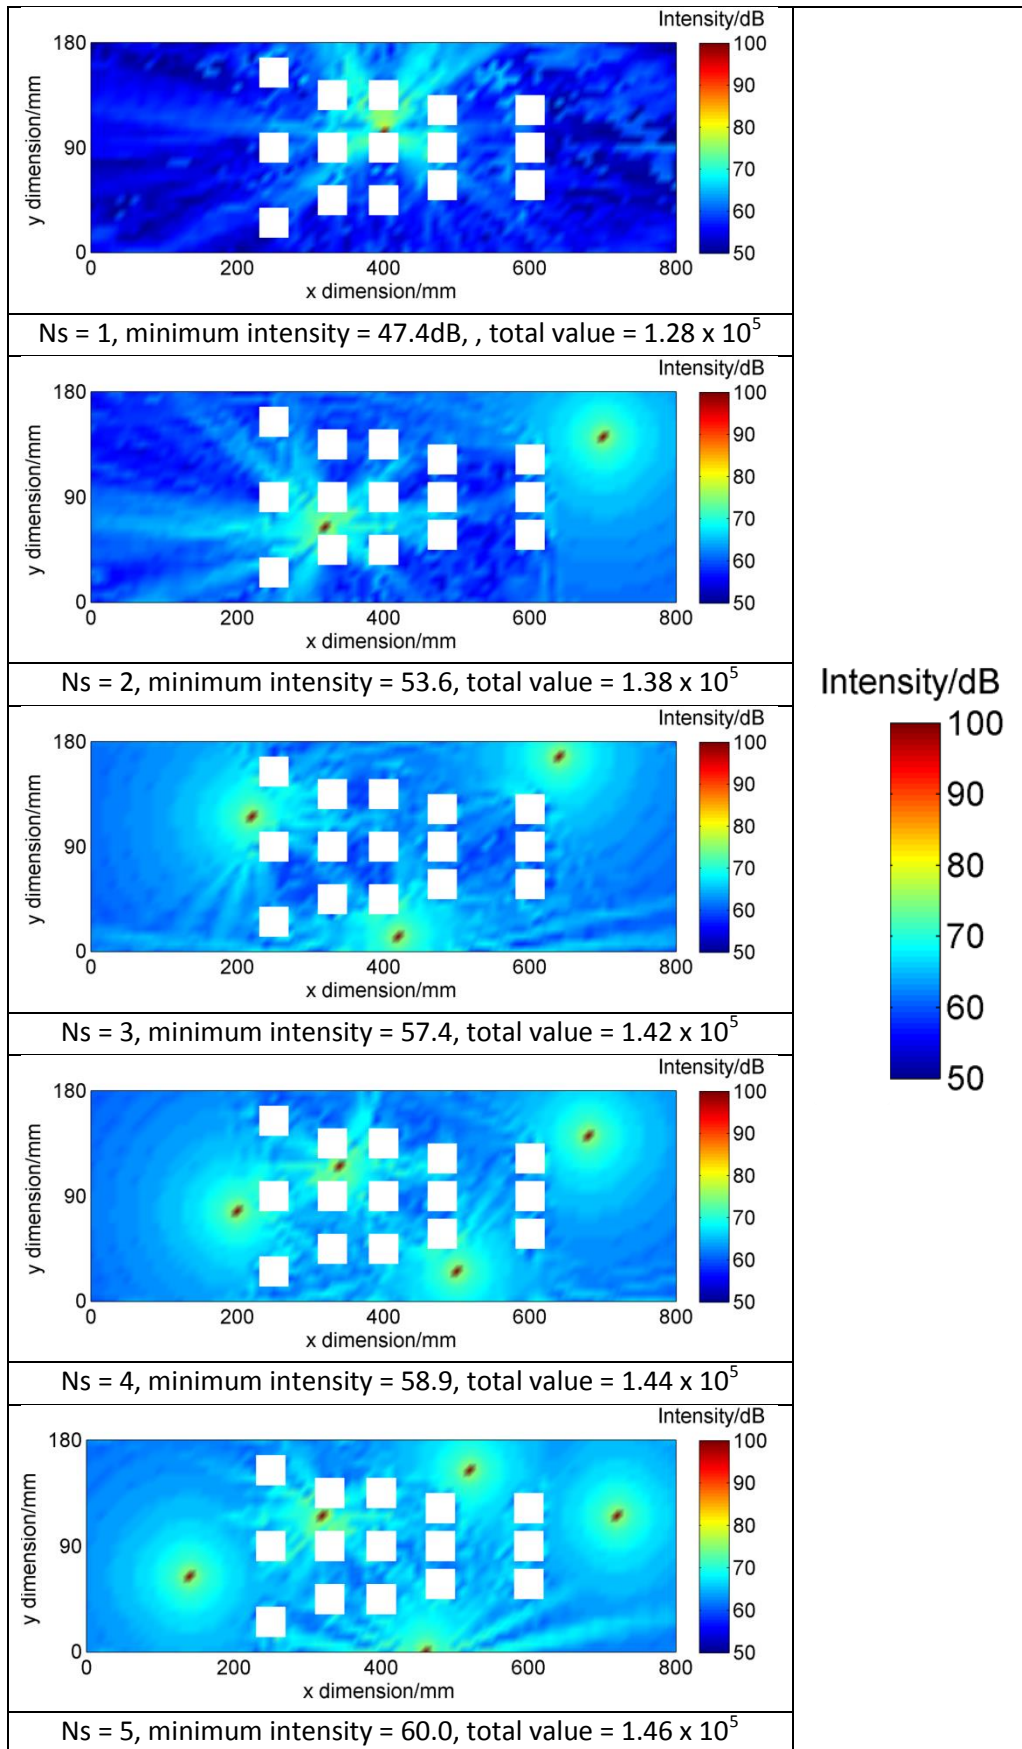 Intensity/dB
180
90
0
y dimension/mm
0 200 400 600 800
x dimension/mm
100
90
80
70
60
50
Ns = 1, minimum intensity = 47.4dB, , total value = 1.28 x 10^5
Intensity/dB
180
90
0
y dimension/mm
0 200 400 600 800
x dimension/mm
100
90
80
70
60
50
Ns = 2, minimum intensity = 53.6, total value = 1.38 x 10^5
Intensity/dB
180
90
0
y dimension/mm
0 200 400 600 800
x dimension/mm
100
90
80
70
60
50
Ns = 3, minimum intensity = 57.4, total value = 1.42 x 10^5
Intensity/dB
180
90
0
y dimension/mm
0 200 400 600 800
x dimension/mm
100
90
80
70
60
50
Ns = 4, minimum intensity = 58.9, total value = 1.44 x 10^5
Intensity/dB
180
90
0
y dimension/mm
0 200 400 600 800
x dimension/mm
100
90
80
70
60
50
Ns = 5, minimum intensity = 60.0, total value = 1.46 x 10^5
Intensity/dB
100
90
80
70
60
50